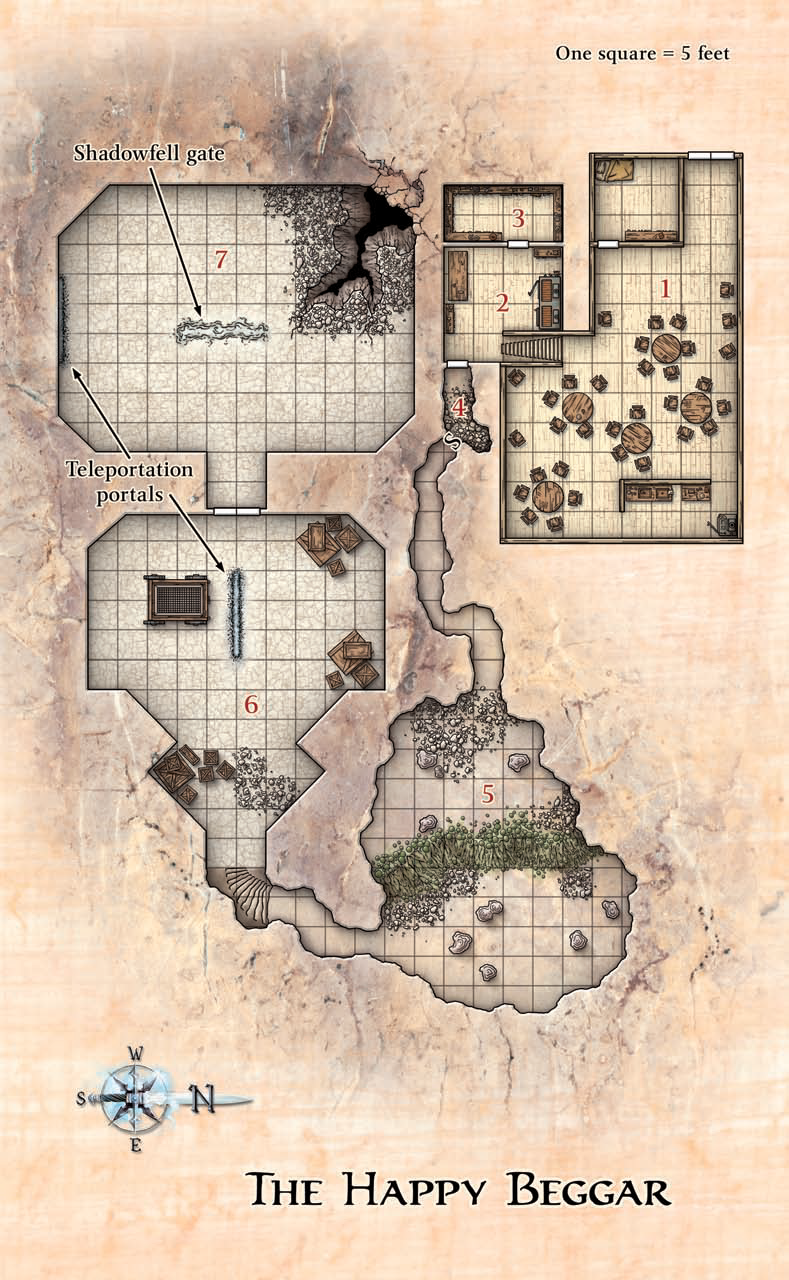 One square = 5 feet
Shadowfell gate
3
7
1
2
4
S
Teleportation
portals
6
5
W
S
N
E
The Happy Beggar